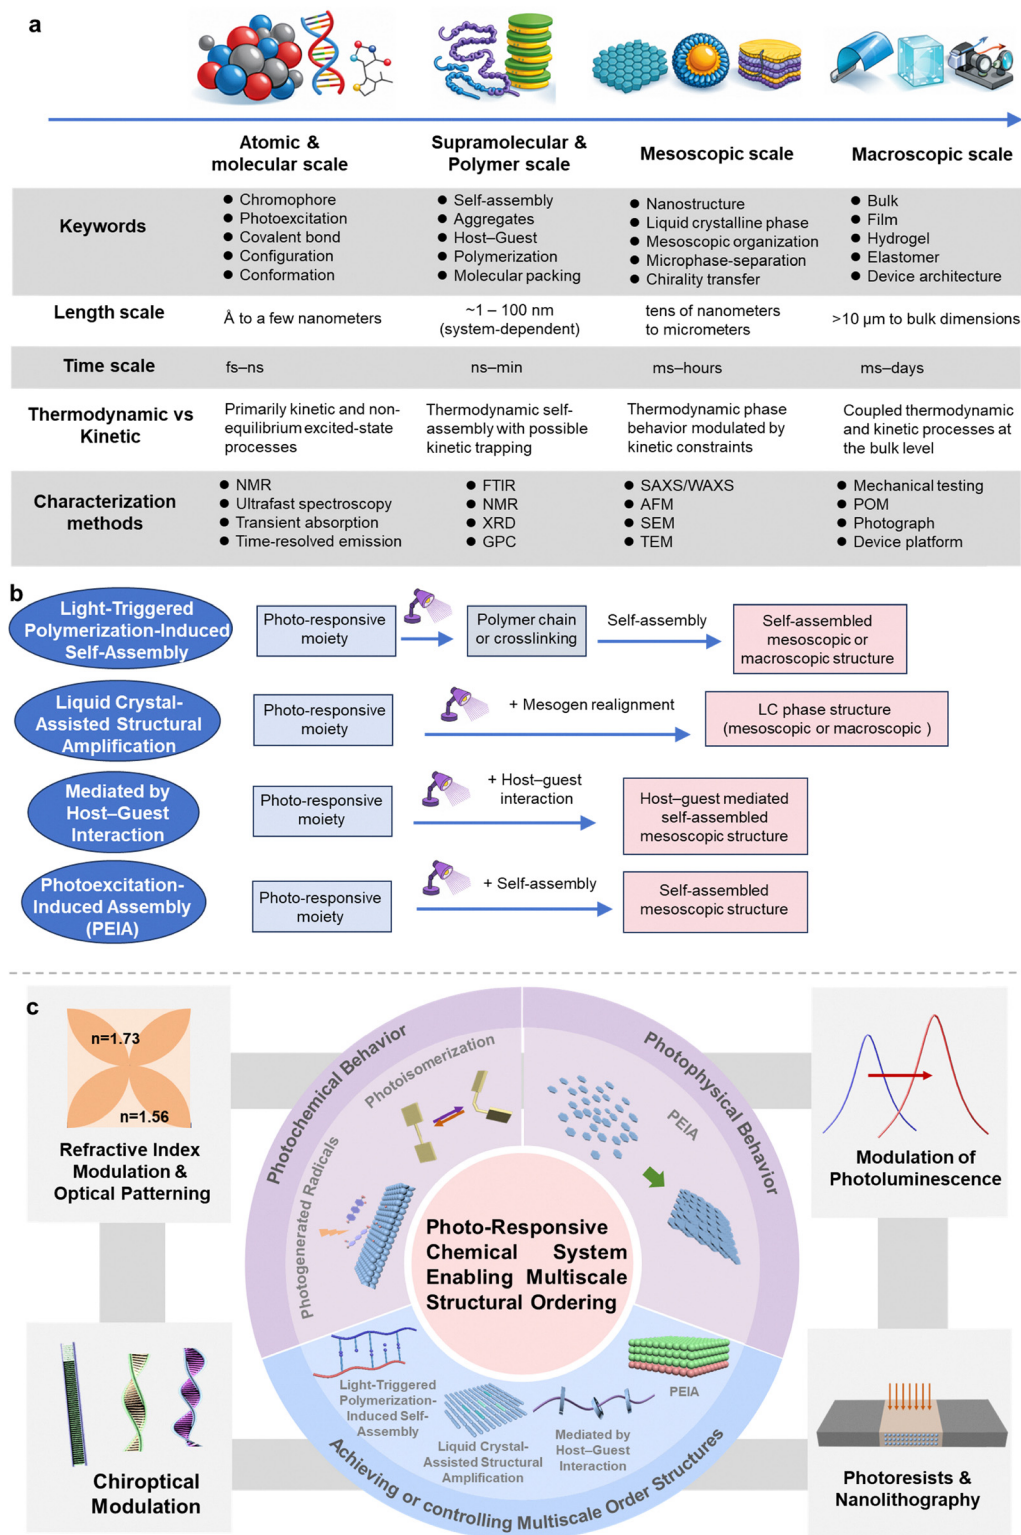 a
Atomic &
molecular scale
Supramolecular &
Polymer scale
Mesoscopic scale
Macroscopic scale
Keywords
● Chromophore
● Photoexcitation
● Covalent bond
● Configuration
● Conformation
● Self-assembly
● Aggregates
● Host–Guest
● Polymerization
● Molecular packing
● Nanostructure
● Liquid crystalline phase
● Mesoscopic organization
● Microphase-separation
● Chirality transfer
● Bulk
● Film
● Hydrogel
● Elastomer
● Device architecture
Length scale
Å to a few nanometers
~1 – 100 nm
(system-dependent)
tens of nanometers
to micrometers
>10 μm to bulk dimensions
Time scale
fs–ns
ns–min
ms–hours
ms–days
Thermodynamic vs
Kinetic
Primarily kinetic and non-
equilibrium excited-state
processes
Thermodynamic self-
assembly with possible
kinetic trapping
Thermodynamic phase
behavior modulated by
kinetic constraints
Coupled thermodynamic
and kinetic processes at
the bulk level
Characterization
methods
● NMR
● Ultrafast spectroscopy
● Transient absorption
● Time-resolved emission
● FTIR
● NMR
● XRD
● GPC
● SAXS/WAXS
● AFM
● SEM
● TEM
● Mechanical testing
● POM
● Photograph
● Device platform
b
Light-Triggered
Polymerization-Induced
Self-Assembly
Photo-responsive
moiety
Polymer chain
or crosslinking
Self-assembly
Self-assembled
mesoscopic or
macroscopic structure
Liquid Crystal-
Assisted Structural
Amplification
Photo-responsive
moiety
+ Mesogen realignment
LC phase structure
(mesoscopic or macroscopic )
Mediated by
Host–Guest
Interaction
Photo-responsive
moiety
+ Host–guest
interaction
Host–guest mediated
self-assembled
mesoscopic structure
Photoexcitation-
Induced Assembly
(PEIA)
Photo-responsive
moiety
+ Self-assembly
Self-assembled
mesoscopic structure
c
n=1.73
n=1.56
Refractive Index
Modulation &
Optical Patterning
Photochemical Behavior
Photoisomerization
Photogenerated Radicals
Photophysical Behavior
PEIA
Modulation of
Photoluminescence
Photo-Responsive
Chemical System
Enabling Multiscale
Structural Ordering
Chiroptical
Modulation
Light-Triggered
Polymerization-
Induced Self-
Assembly
Liquid Crystal-
Assisted Structural
Amplification
Mediated by
Host–Guest
Interaction
PEIA
Achieving or controlling Multiscale Order Structures
Photoresists &
Nanolithography